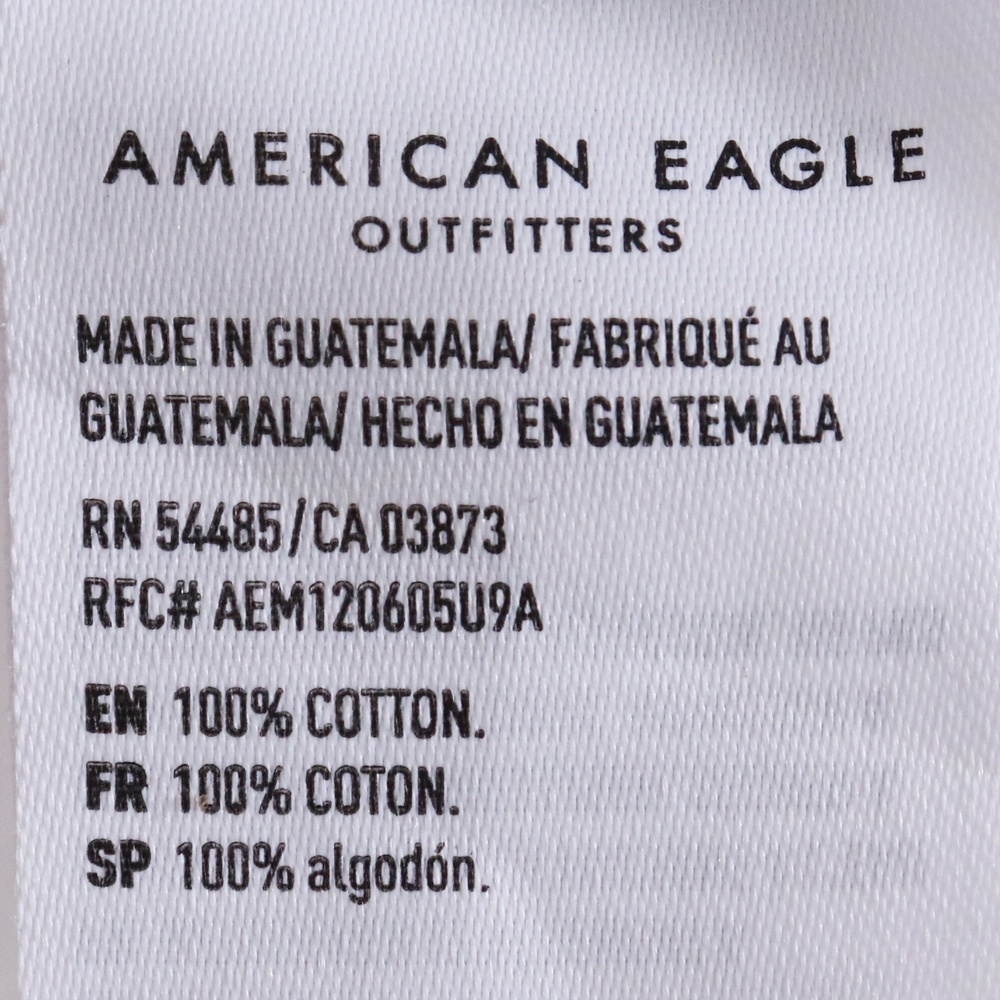 AMERICAN EAGLE
OUTFITTERS
MADE IN GUATEMALA/ FABRIQUÉ AU
GUATEMALA/ HECHO EN GUATEMALA
RN 54485/CA 03873
RFC# AEM120605U9A
EN 100% COTTON.
FR 100% COTON.
SP 100% algodón.